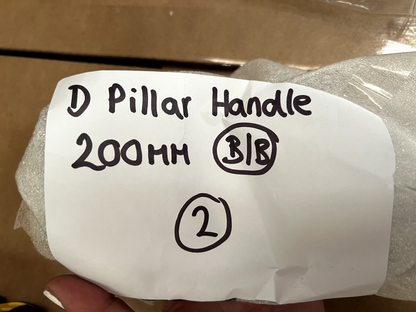 D Pillar Handle
200MM B/B
2